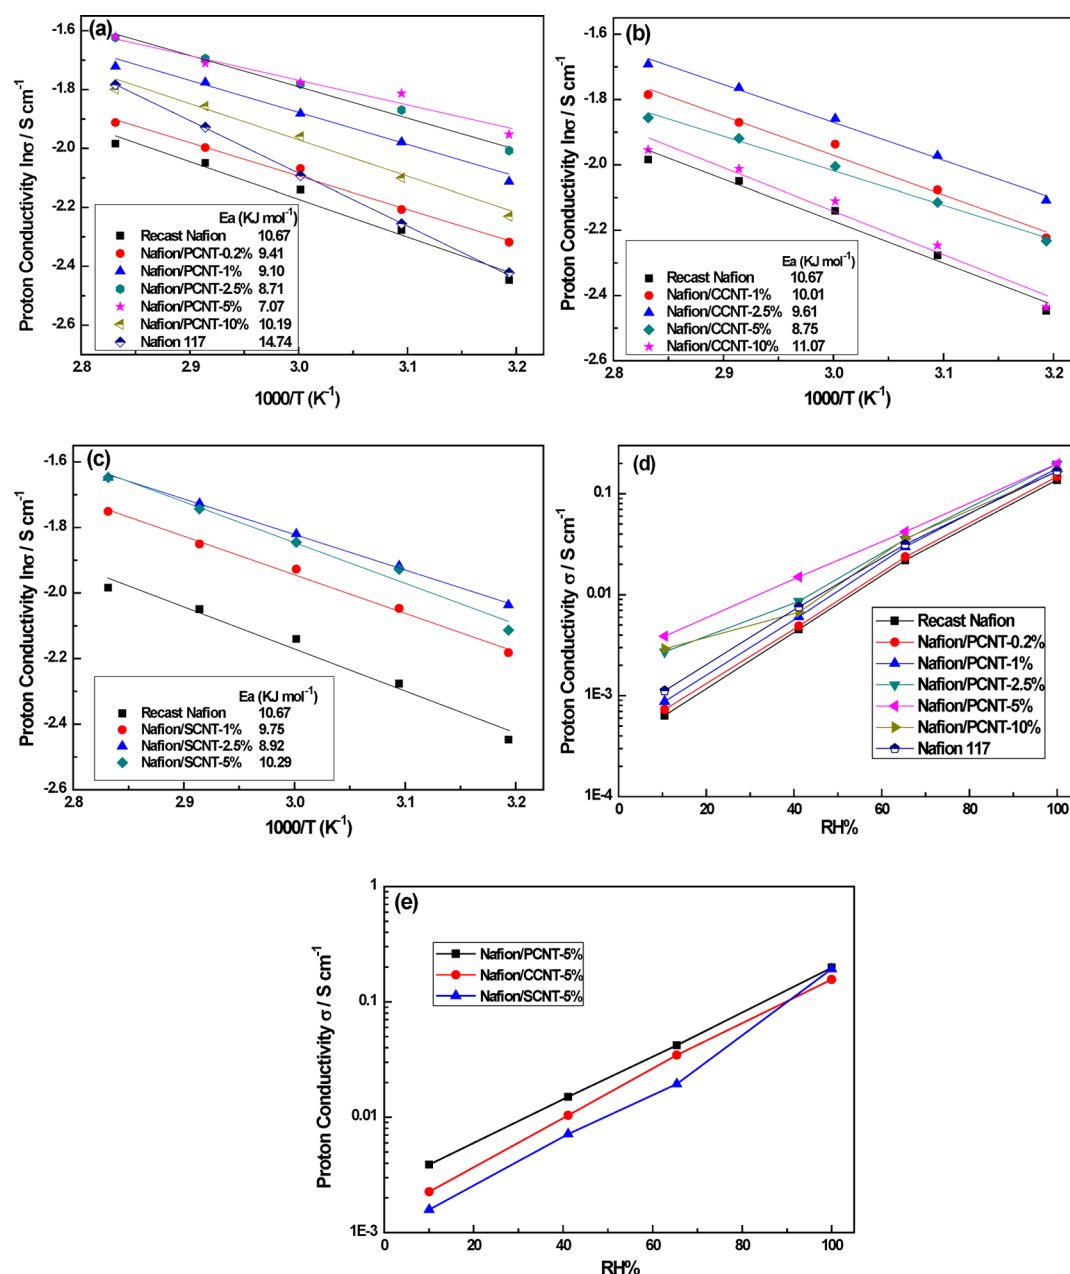 (a)
Proton Conductivity lnσ / S cm⁻¹
-1.6
-1.8
-2.0
-2.2
-2.4
-2.6
Ea (KJ mol⁻¹)
Recast Nafion 10.67
Nafion/PCNT-0.2% 9.41
Nafion/PCNT-1% 9.10
Nafion/PCNT-2.5% 8.71
Nafion/PCNT-5% 7.07
Nafion/PCNT-10% 10.19
Nafion 117 14.74
2.8 2.9 3.0 3.1 3.2
1000/T (K⁻¹)
(b)
Proton Conductivity lnσ / S cm⁻¹
-1.6
-1.8
-2.0
-2.2
-2.4
-2.6
Ea (KJ mol⁻¹)
Recast Nafion 10.67
Nafion/CCNT-1% 10.01
Nafion/CCNT-2.5% 9.61
Nafion/CCNT-5% 8.75
Nafion/CCNT-10% 11.07
2.8 2.9 3.0 3.1 3.2
1000/T (K⁻¹)
(c)
Proton Conductivity lnσ / S cm⁻¹
-1.6
-1.8
-2.0
-2.2
-2.4
-2.6
Ea (KJ mol⁻¹)
Recast Nafion 10.67
Nafion/SCNT-1% 9.75
Nafion/SCNT-2.5% 8.92
Nafion/SCNT-5% 10.29
2.8 2.9 3.0 3.1 3.2
1000/T (K⁻¹)
(d)
Proton Conductivity σ / S cm⁻¹
0.1
0.01
1E-3
1E-4
Recast Nafion
Nafion/PCNT-0.2%
Nafion/PCNT-1%
Nafion/PCNT-2.5%
Nafion/PCNT-5%
Nafion/PCNT-10%
Nafion 117
0 20 40 60 80 100
RH%
(e)
Proton Conductivity σ / S cm⁻¹
1
0.1
0.01
1E-3
Nafion/PCNT-5%
Nafion/CCNT-5%
Nafion/SCNT-5%
0 20 40 60 80 100
RH%